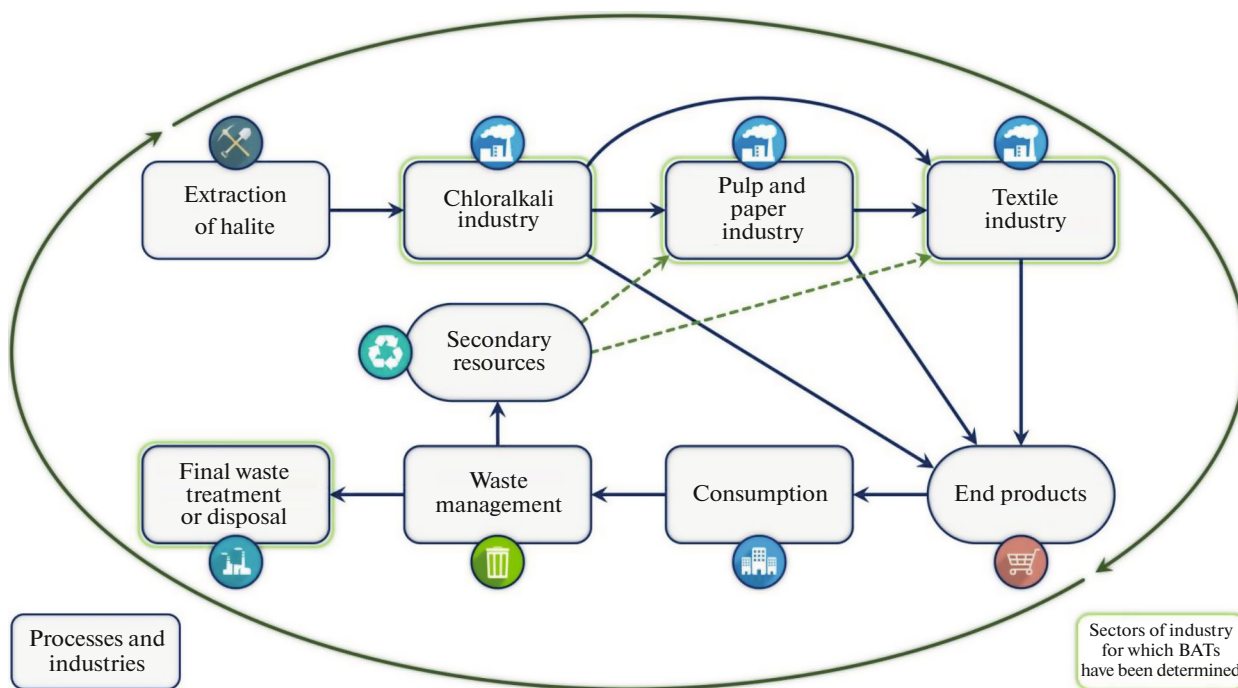 Extraction
of halite
Chloralkali
industry
Pulp and
paper
industry
Textile
industry
Secondary
resources
Final waste
treatment
or disposal
Waste
management
Consumption
End products
Processes and
industries
Sectors of industry
for which BATs
have been determined